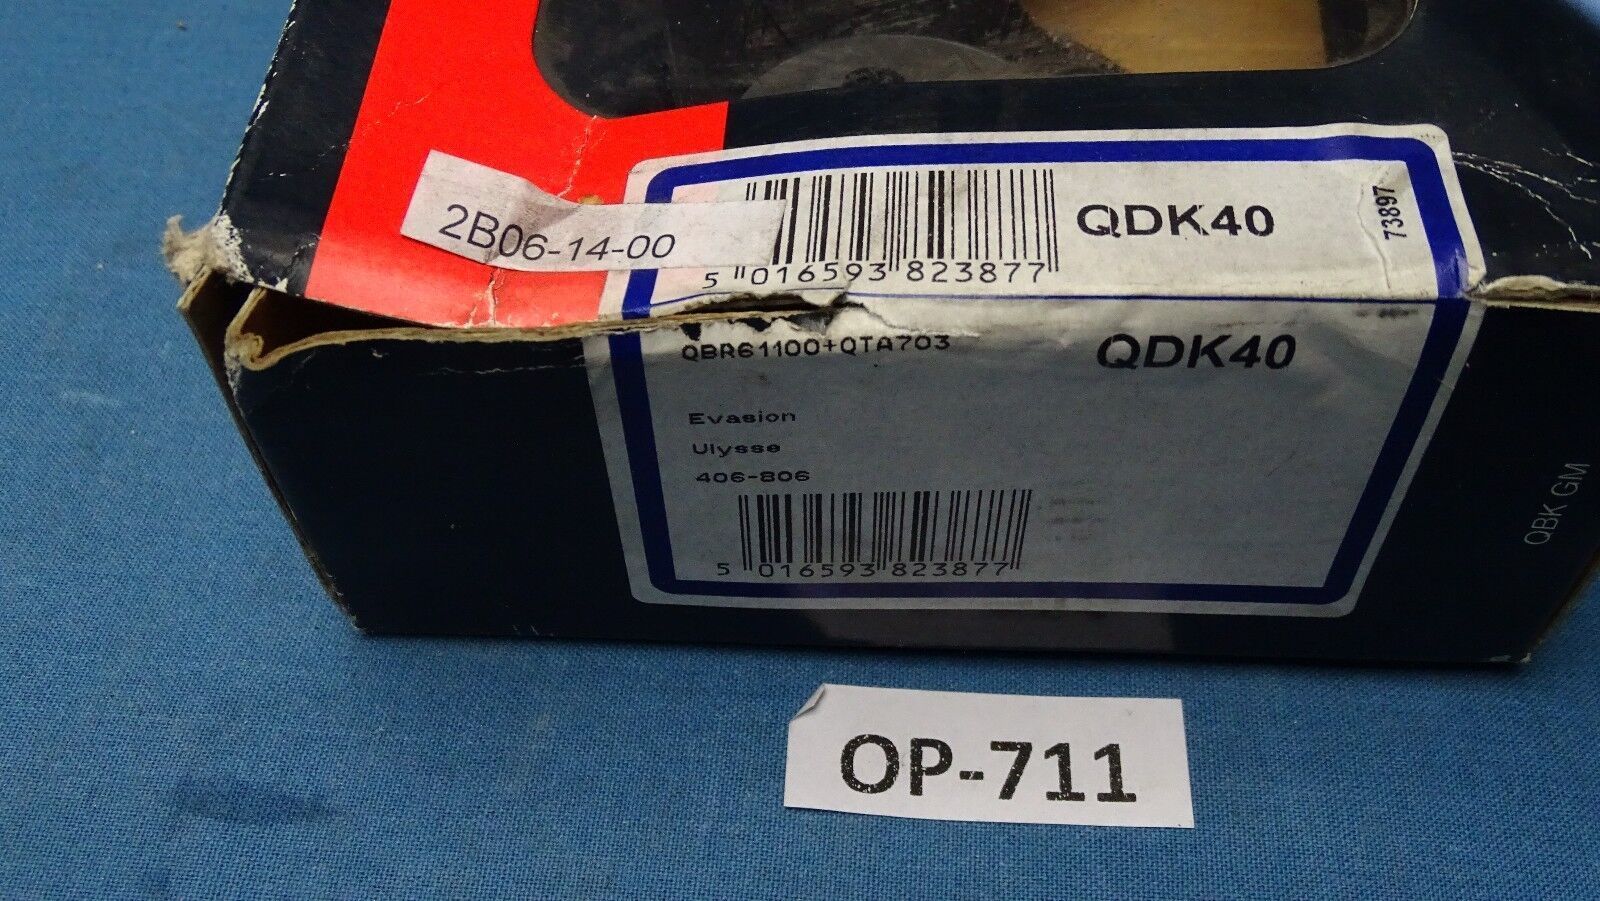 2B06-14-00
QDK40
73897
5 016593 823877
QBR61100+QTA703
QDK40
Evasion
Ulysse
406-806
5 016593 823877
QBK GM
OP-711